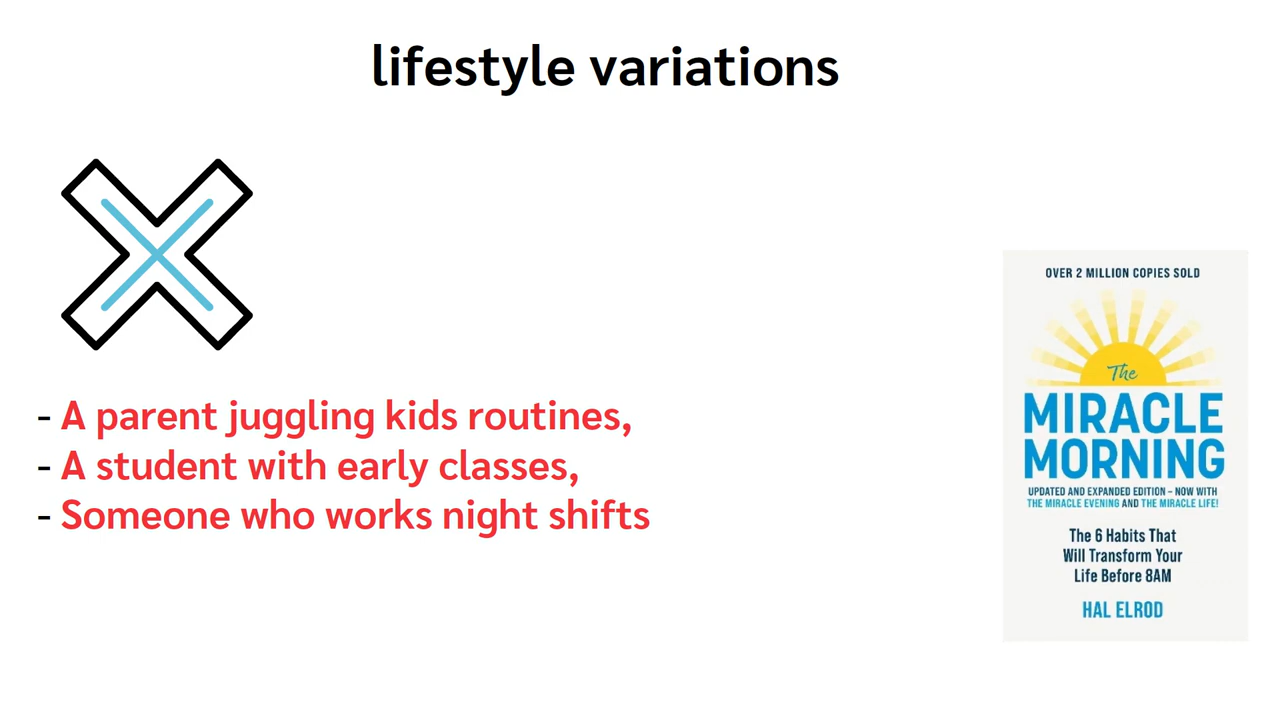 lifestyle variations
- A parent juggling kids routines,
- A student with early classes,
- Someone who works night shifts
OVER 2 MILLION COPIES SOLD
The
MIRACLE
MORNING
UPDATED AND EXPANDED EDITION – NOW WITH
THE MIRACLE EVENING AND THE MIRACLE LIFE!
The 6 Habits That
Will Transform Your
Life Before 8AM
HAL ELROD